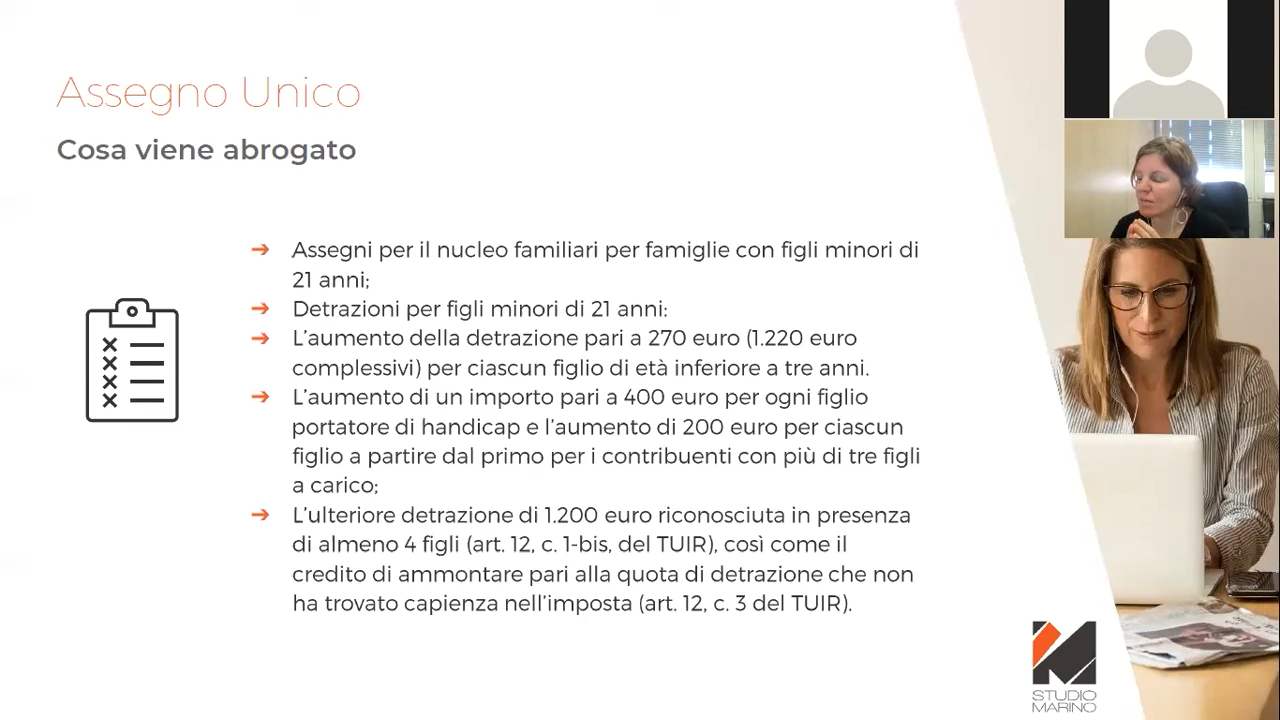 Assegno Unico
Cosa viene abrogato
➔ Assegni per il nucleo familiari per famiglie con figli minori di
21 anni;
➔ Detrazioni per figli minori di 21 anni:
➔ L’aumento della detrazione pari a 270 euro (1.220 euro
complessivi) per ciascun figlio di età inferiore a tre anni.
➔ L’aumento di un importo pari a 400 euro per ogni figlio
portatore di handicap e l’aumento di 200 euro per ciascun
figlio a partire dal primo per i contribuenti con più di tre figli
a carico;
➔ L’ulteriore detrazione di 1.200 euro riconosciuta in presenza
di almeno 4 figli (art. 12, c. 1-bis, del TUIR), così come il
credito di ammontare pari alla quota di detrazione che non
ha trovato capienza nell’imposta (art. 12, c. 3 del TUIR).
STUDIO
MARINO